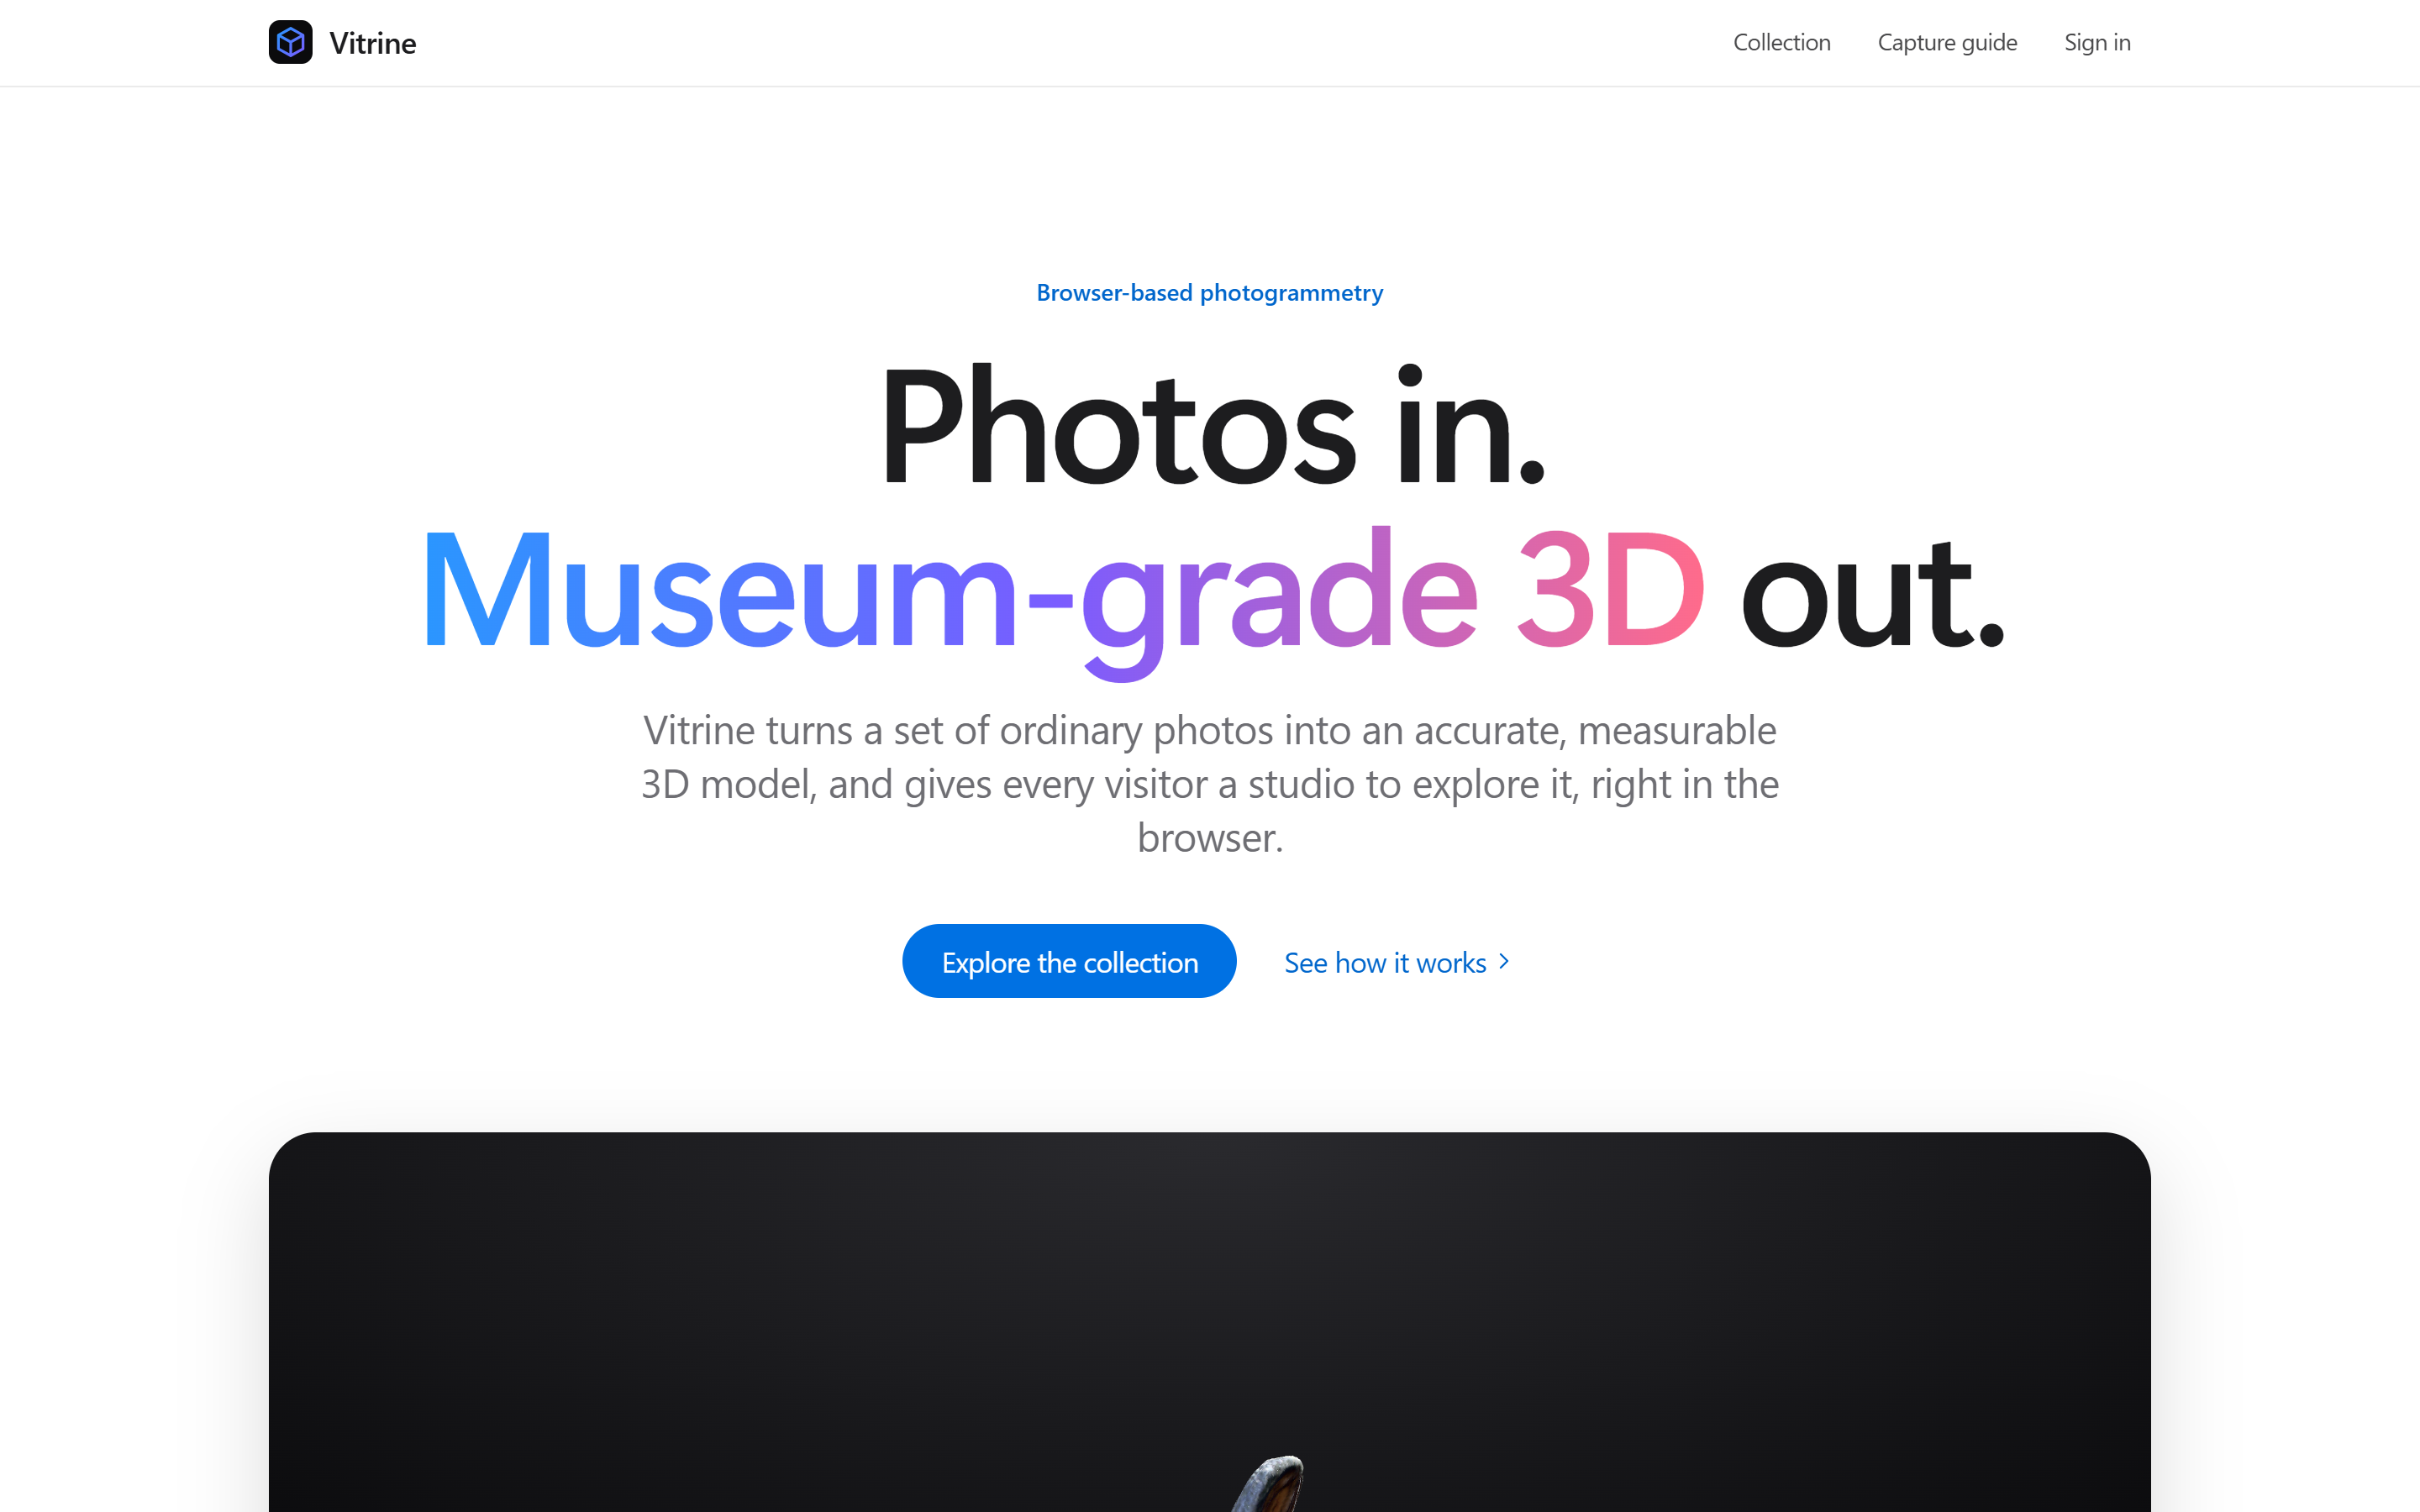 Vitrine
Collection
Capture guide
Sign in
Browser-based photogrammetry
Photos in.
Museum-grade 3D out.
Vitrine turns a set of ordinary photos into an accurate, measurable
3D model, and gives every visitor a studio to explore it, right in the
browser.
Explore the collection
See how it works